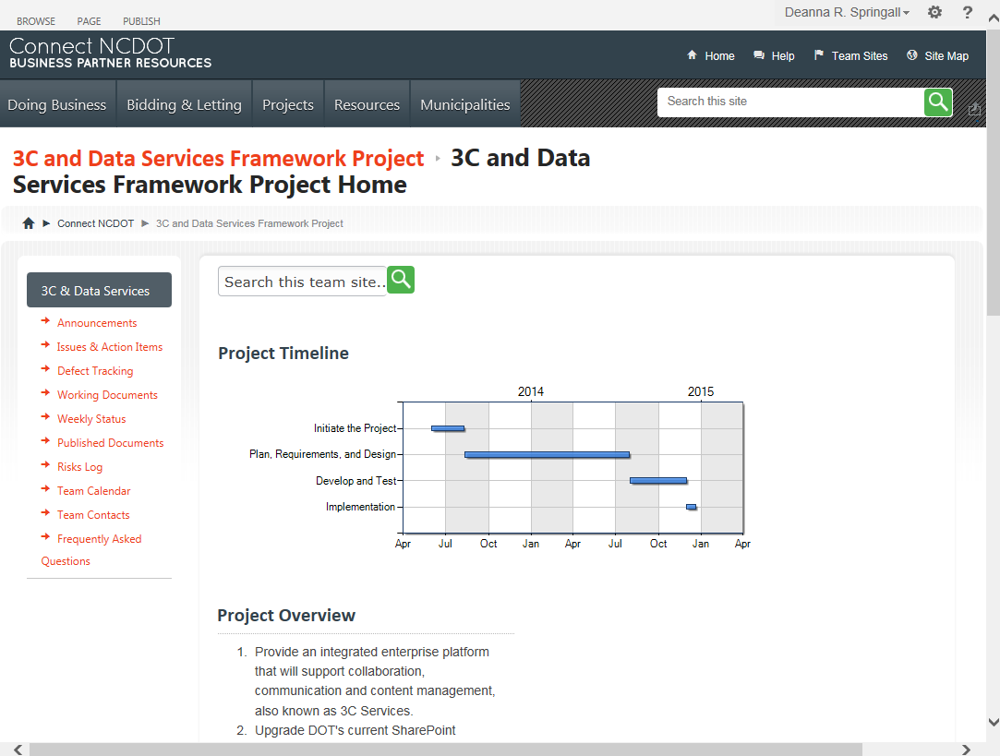 BROWSE PAGE PUBLISH
Deanna R. Springall ?
Connect NCDOT
BUSINESS PARTNER RESOURCES
Home Help Team Sites Site Map
Doing Business Bidding & Letting Projects Resources Municipalities
Search this site
3C and Data Services Framework Project 3C and Data
Services Framework Project Home
Connect NCDOT 3C and Data Services Framework Project
3C & Data Services
Announcements
Issues & Action Items
Defect Tracking
Working Documents
Weekly Status
Published Documents
Risks Log
Team Calendar
Team Contacts
Frequently Asked
Questions
Search this team site..
Project Timeline
2014 2015
Initiate the Project
Plan, Requirements, and Design
Develop and Test
Implementation
Apr Jul Oct Jan Apr Jul Oct Jan Apr
Project Overview
1. Provide an integrated enterprise platform
that will support collaboration,
communication and content management,
also known as 3C Services.
2. Upgrade DOT's current SharePoint